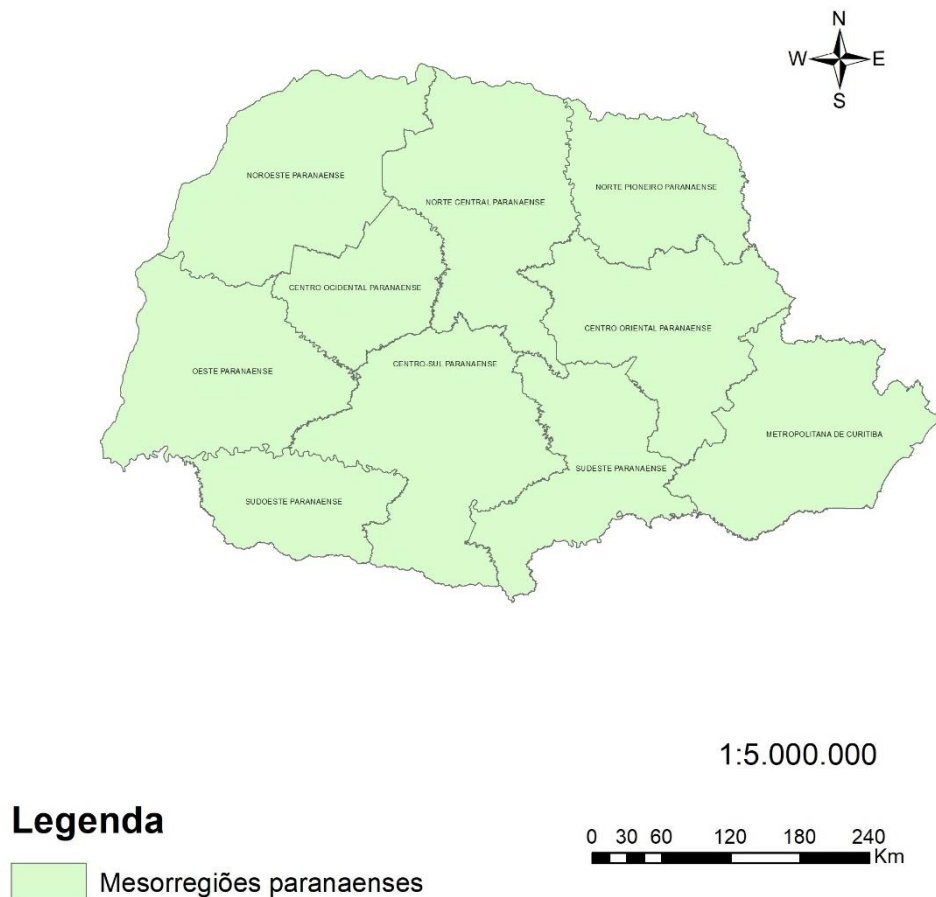 N
W E
S
NOROESTE PARANAENSE
NORTE PIONEIRO PARANAENSE
NORTE CENTRAL PARANAENSE
CENTRO OCIDENTAL PARANAENSE
CENTRO ORIENTAL PARANAENSE
CENTRO-SUL PARANAENSE
OESTE PARANAENSE
METROPOLITANA DE CURITIBA
SUDESTE PARANAENSE
SUDOESTE PARANAENSE
1:5.000.000
Legenda
0 30 60 120 180 240
Km
Mesorregiões paranaenses